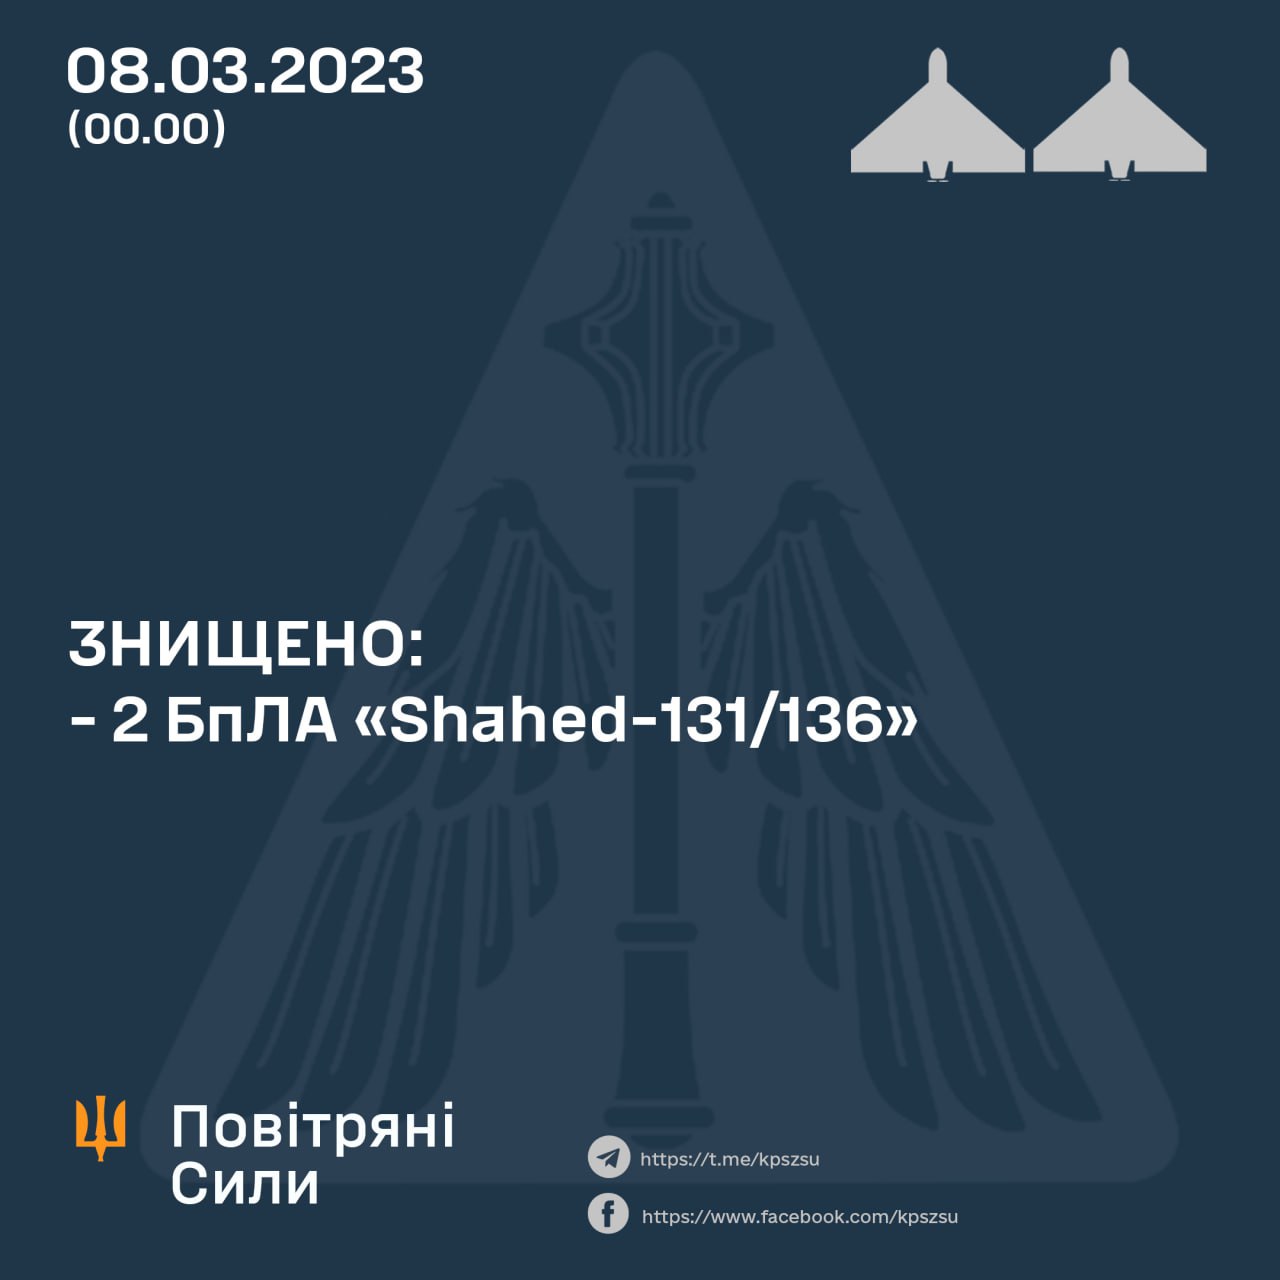 08.03.2023
(00.00)
ЗНИЩЕНО:
- 2 БпЛА «Shahed-131/136»
Повітряні
Сили
https://t.me/kpszsu
https://www.facebook.com/kpszsu